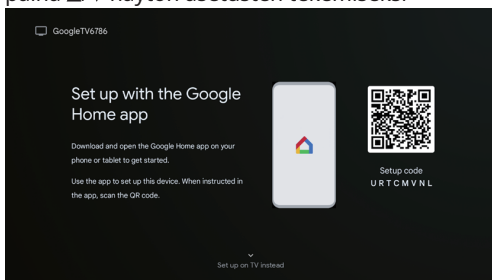 GoogleTV6786
Set up with the Google
Home app
Download and open the Google Home app on your
phone or tablet to get started.
Use the app to set up this device. When instructed in
the app, scan the QR code.
Setup code
URTCMVNL
Set up on TV instead